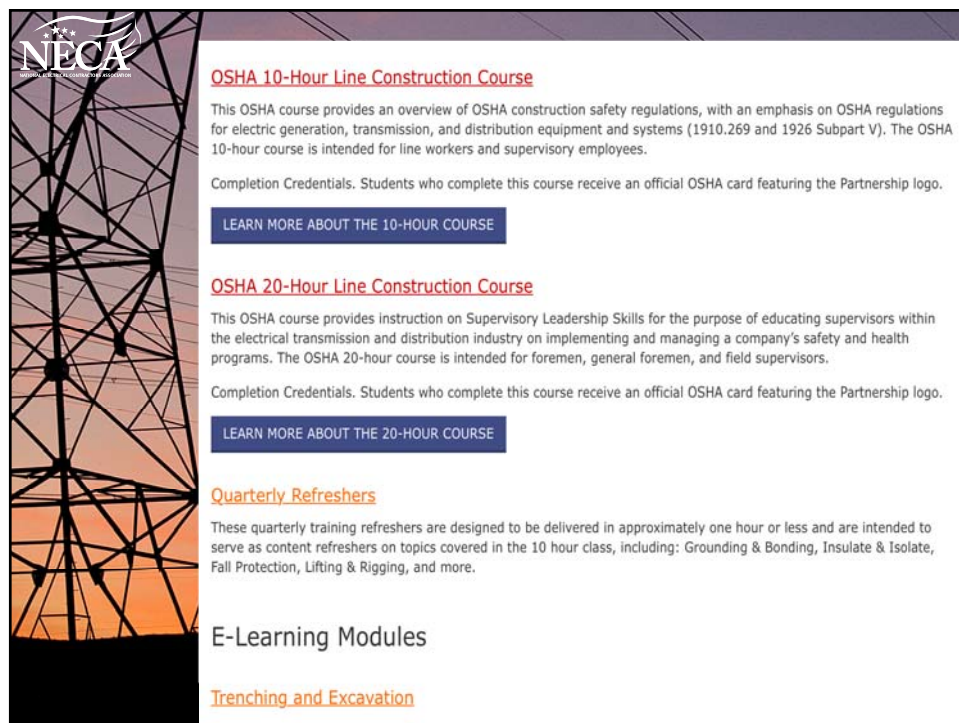 NECA
NATIONAL ELECTRICAL CONTRACTORS ASSOCIATION
OSHA 10-Hour Line Construction Course
This OSHA course provides an overview of OSHA construction safety regulations, with an emphasis on OSHA regulations
for electric generation, transmission, and distribution equipment and systems (1910.269 and 1926 Subpart V). The OSHA
10-hour course is intended for line workers and supervisory employees.
Completion Credentials. Students who complete this course receive an official OSHA card featuring the Partnership logo.
LEARN MORE ABOUT THE 10-HOUR COURSE
OSHA 20-Hour Line Construction Course
This OSHA course provides instruction on Supervisory Leadership Skills for the purpose of educating supervisors within
the electrical transmission and distribution industry on implementing and managing a company’s safety and health
programs. The OSHA 20-hour course is intended for foremen, general foremen, and field supervisors.
Completion Credentials. Students who complete this course receive an official OSHA card featuring the Partnership logo.
LEARN MORE ABOUT THE 20-HOUR COURSE
Quarterly Refreshers
These quarterly training refreshers are designed to be delivered in approximately one hour or less and are intended to
serve as content refreshers on topics covered in the 10 hour class, including: Grounding & Bonding, Insulate & Isolate,
Fall Protection, Lifting & Rigging, and more.
E-Learning Modules
Trenching and Excavation